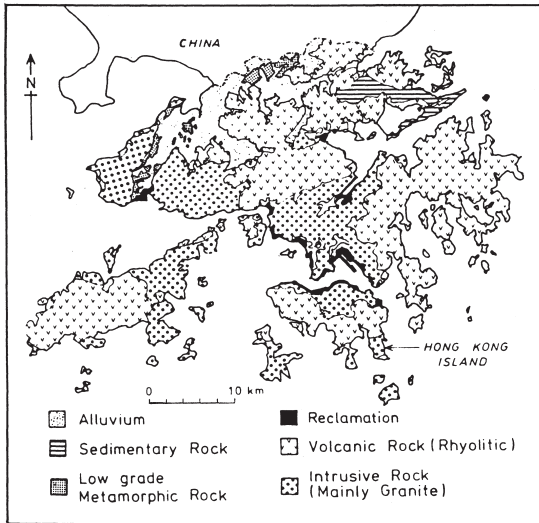 CHINA
N
HONG KONG
ISLAND
0 10 km
Alluvium
Reclamation
Sedimentary Rock
Volcanic Rock (Rhyolitic)
Low grade
Metamorphic Rock
Intrusive Rock
(Mainly Granite)